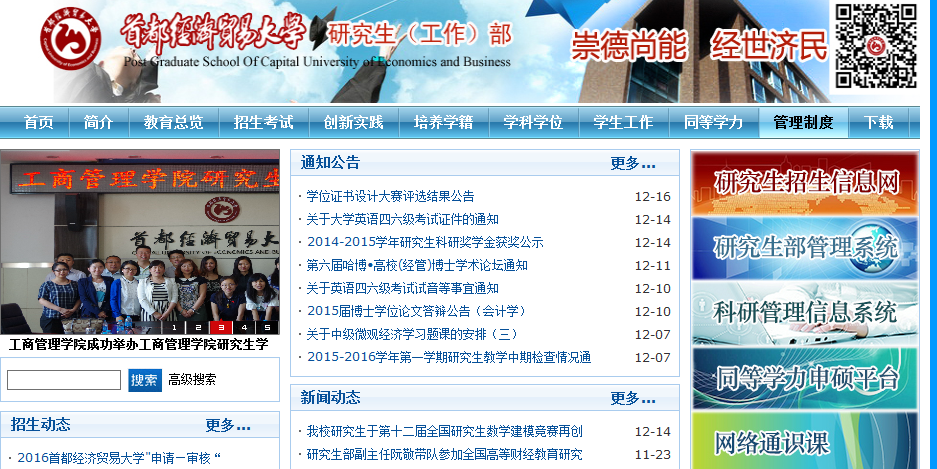 首都经济贸易大学 研究生（工作）部
Post Graduate School Of Capital University of Economics and Business
崇德尚能 经世济民
首页 简介 教育总览 招生考试 创新实践 培养学籍 学科学位 学生工作 同等学力 管理制度 下载
工商管理学院研究生
首都经济贸易大
1 2 3 4 5
工商管理学院成功举办工商管理学院研究生学
搜索 高级搜索
招生动态 更多...
· 2016首都经济贸易大学"申请－审核“
通知公告 更多...
· 学位证书设计大赛评选结果公告 12-16
· 关于大学英语四六级考试证件的通知 12-14
· 2014-2015学年研究生科研奖学金获奖公示 12-14
· 第六届哈博•高校(经管)博士学术论坛通知 12-11
· 关于英语四六级考试试音等事宜通知 12-10
· 2015届博士学位论文答辩公告（会计学） 12-10
· 关于中级微观经济学习题课的安排（三） 12-07
· 2015-2016学年第一学期研究生教学中期检查情况通 12-07
新闻动态 更多...
· 我校研究生于第十二届全国研究生数学建模竞赛再创 12-14
· 研究生部副主任阮敬带队参加全国高等财经教育研究 11-23
研究生招生信息网
研究生部管理系统
科研管理信息系统
同等学力申硕平台
网络通识课